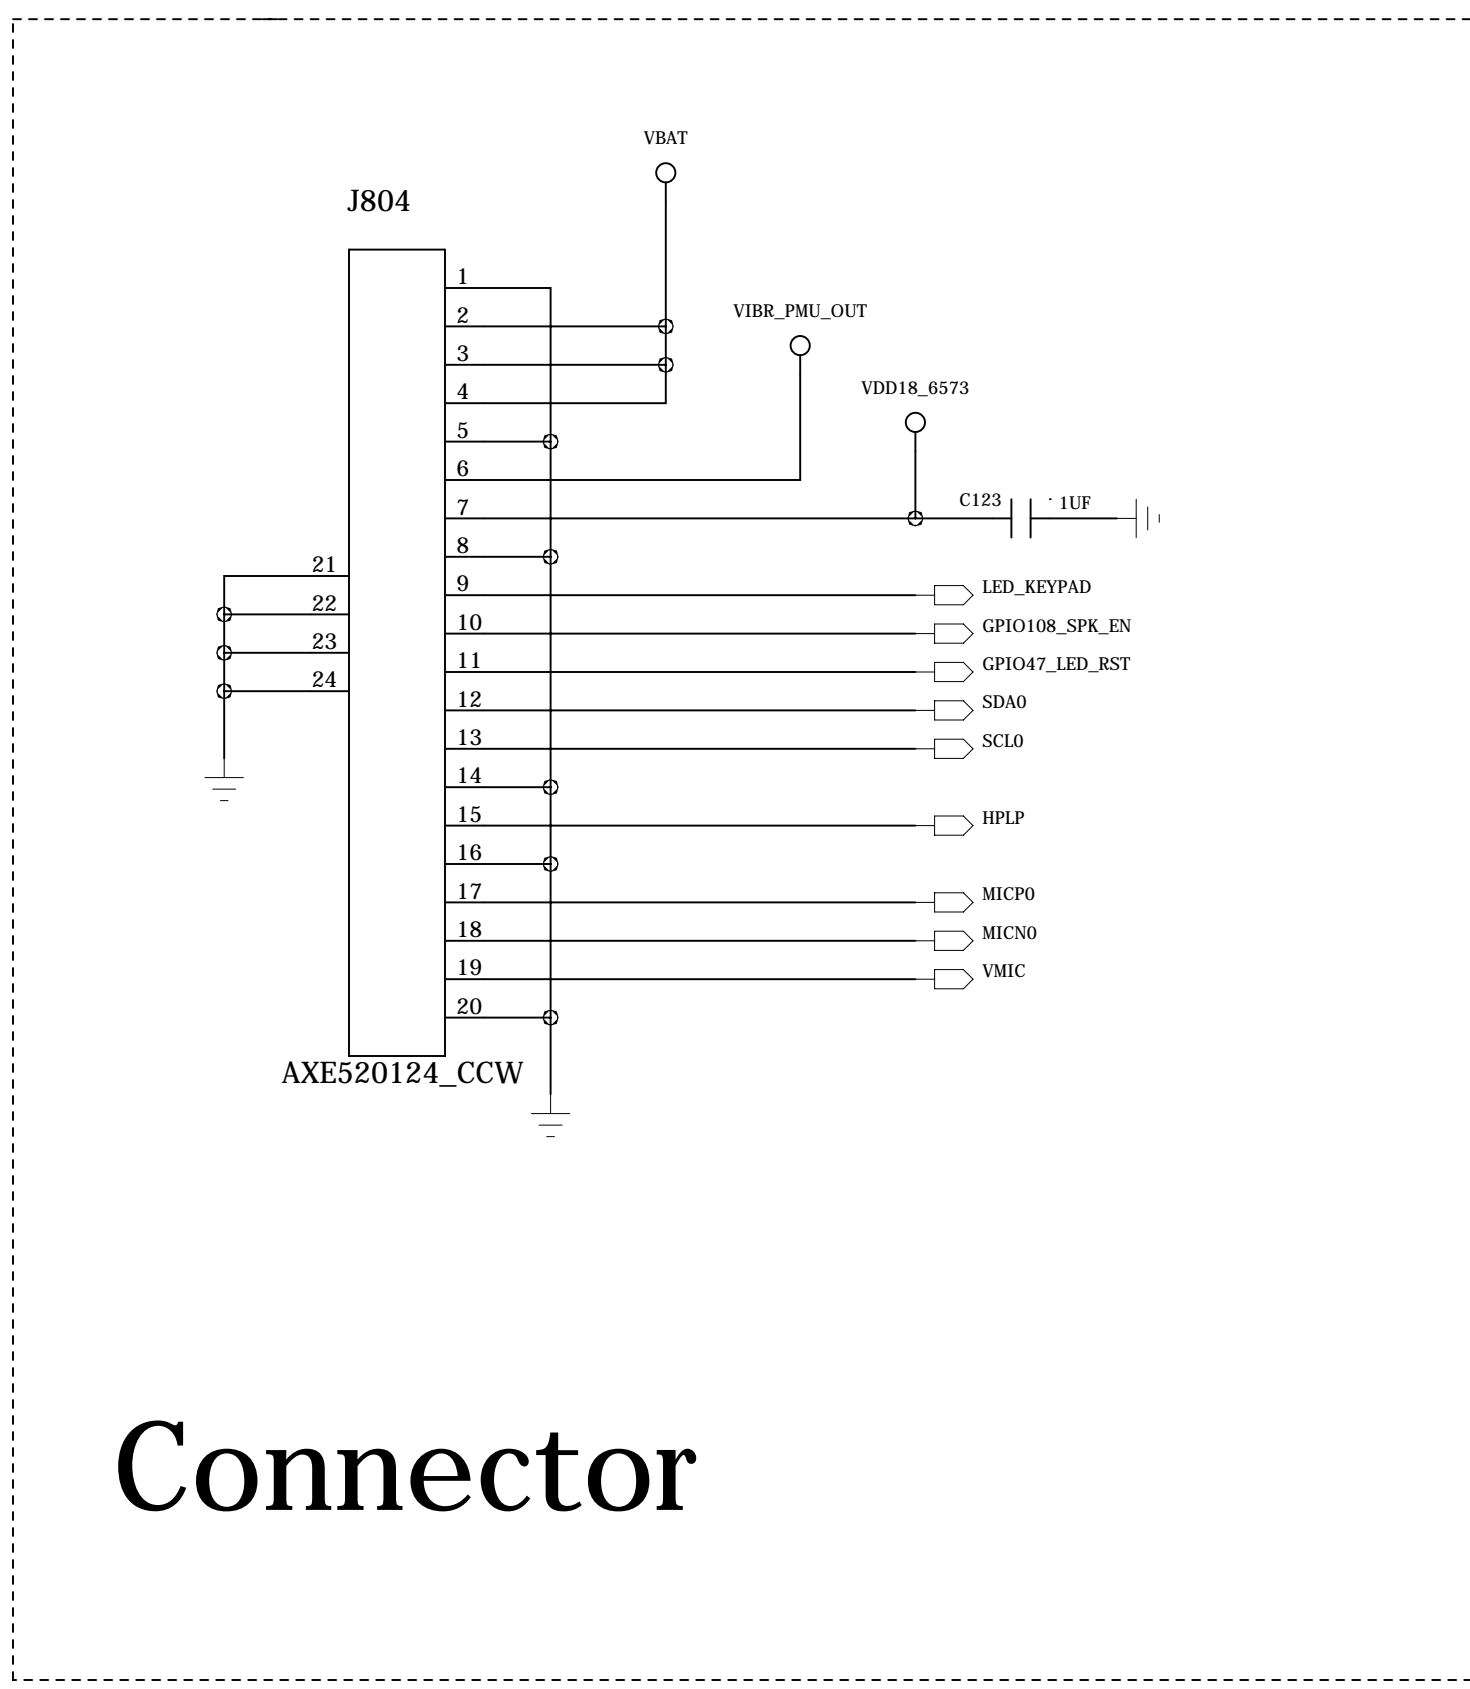 VBAT
J804
1
2
VIBR_PMU_OUT
3
VDD18_6573
4
5
6
7
C123 1UF
8
21
9 LED_KEYPAD
22
10 GPIO108_SPK_EN
23
11 GPIO47_LED_RST
24
12 SDA0
13 SCL0
14
15 HPLP
16
17 MICP0
18 MICN0
19 VMIC
20
AXE520124_CCW
Connector